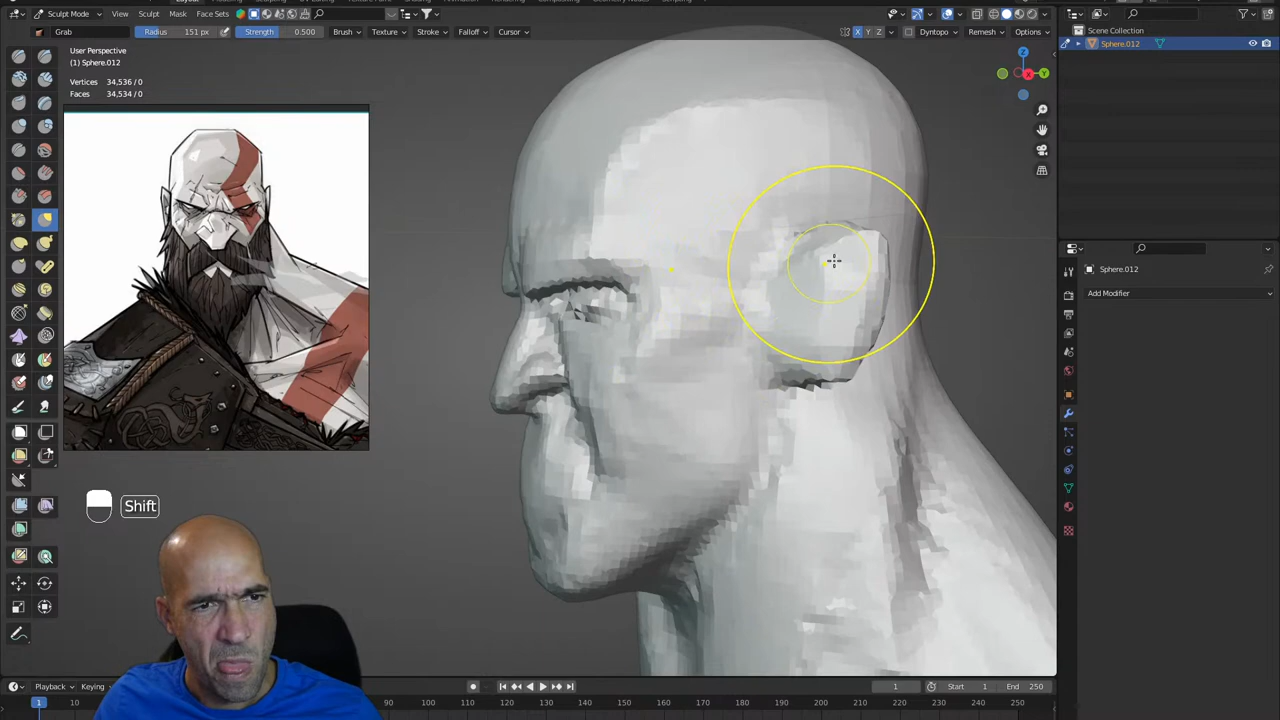 Sculpt Mode View Sculpt Mask Face Sets
Grab Radius 151 px Strength 0.500 Brush Texture Stroke Falloff Cursor X Y Z Dyntopo Remesh Options
User Perspective
(1) Sphere.012
Vertices 34,536 / 0
Faces 34,534 / 0
Z
X
Y
Shift
Scene Collection
Sphere.012
Sphere.012
Add Modifier
Playback Keying 1 Start 1 End 250
1 10 80 90 100 110 120 130 140 150 160 170 180 190 200 210 220 230 240 250